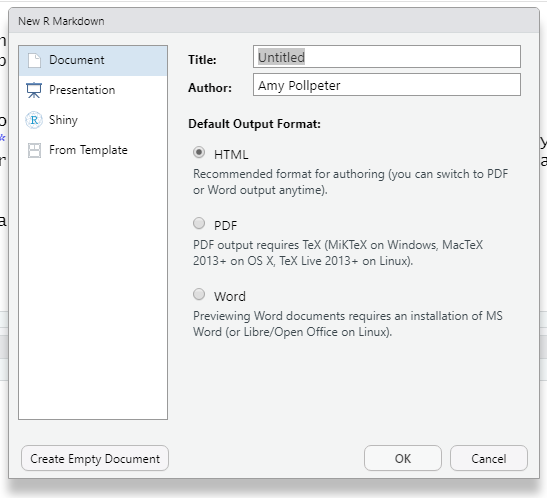 New R Markdown
Document
Presentation
Shiny
From Template
Title: Untitled
Author: Amy Pollpeter
Default Output Format:
HTML
Recommended format for authoring (you can switch to PDF
or Word output anytime).
PDF
PDF output requires TeX (MiKTeX on Windows, MacTeX
2013+ on OS X, TeX Live 2013+ on Linux).
Word
Previewing Word documents requires an installation of MS
Word (or Libre/Open Office on Linux).
Create Empty Document
OK
Cancel